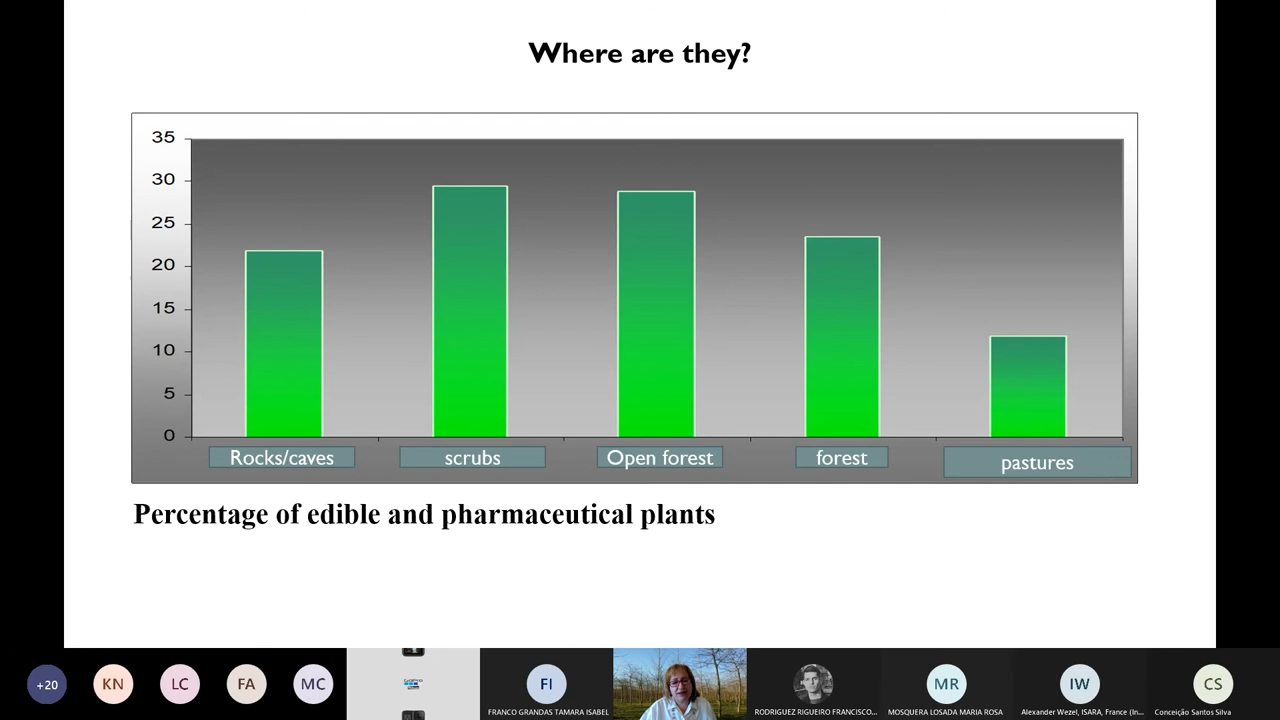 Where are they?
35
30
25
20
15
10
5
0
Rocks/caves scrubs Open forest forest pastures
Percentage of edible and pharmaceutical plants
+20 KN LC FA MC GoPro FI MR IW CS
FRANCO GRANDAS TAMARA ISABEL RODRIGUEZ RIGUEIRO FRANCISCO... MOSQUERA LOSADA MARIA ROSA Alexander Wezel, ISARA, France (In... Conceição Santos Silva